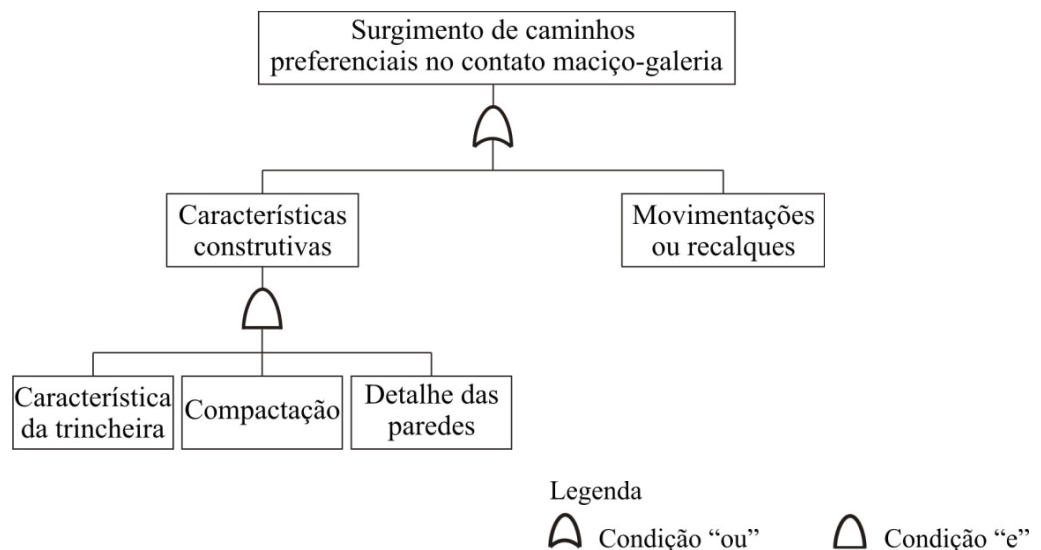 Surgimento de caminhos
preferenciais no contato maciço-galeria
Características
construtivas
Movimentações
ou recalques
Característica
da trincheira
Compactação
Detalhe das
paredes
Legenda
Condição “ou”
Condição “e”